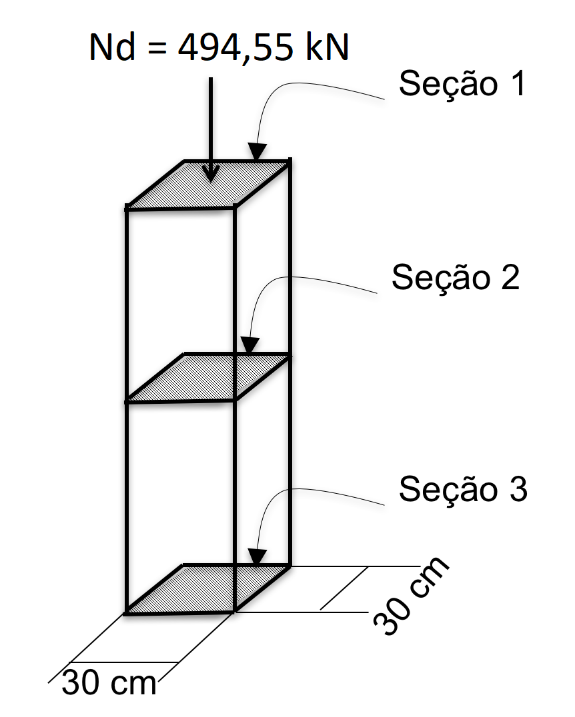 Nd = 494,55 kN
Seção 1
Seção 2
Seção 3
30 cm
30 cm